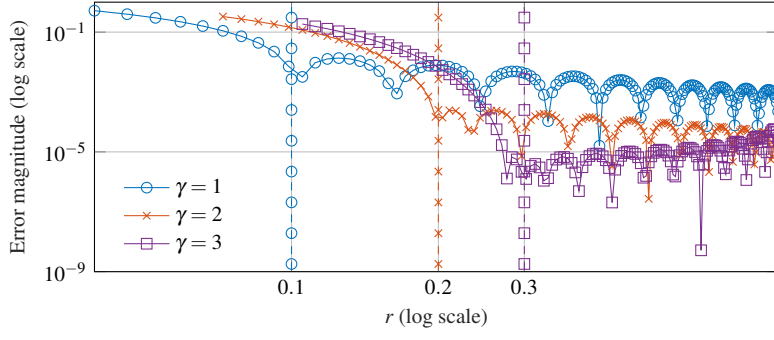 Error magnitude (log scale)
10⁻¹
10⁻⁵
10⁻⁹
γ = 1
γ = 2
γ = 3
0.1 0.2 0.3
r (log scale)